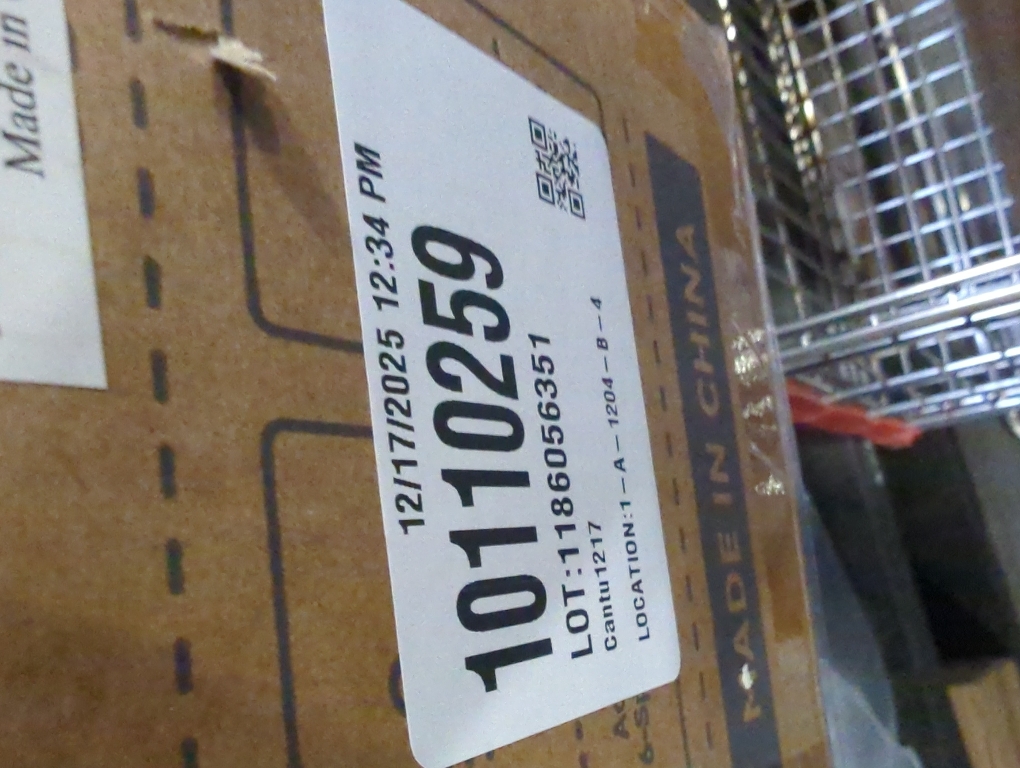 Made in
12/17/2025 12:34 PM
10110259
LOT:1186056351
Cantu1217
LOCATION:1-A-1204-B-4
MADE IN CHINA